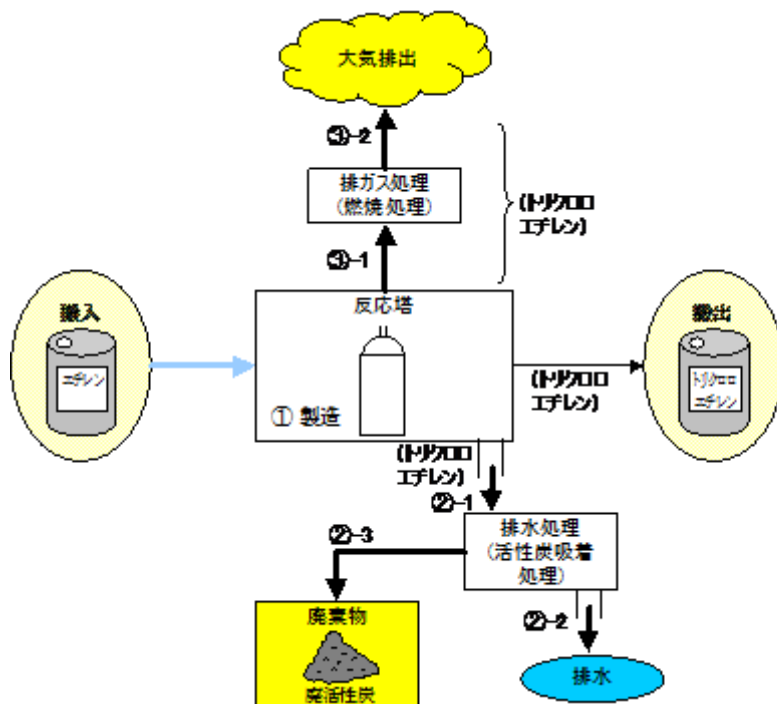 大気排出
③-2
排ガス処理
(燃焼処理)
(トリクロロ
エチレン)
③-1
搬入
エチレン
反応塔
① 製造
(トリクロロ
エチレン)
搬出
トリクロロ
エチレン
(トリクロロ
エチレン)
②-1
排水処理
(活性炭吸着
処理)
②-3
②-2
廃棄物
廃活性炭
排水